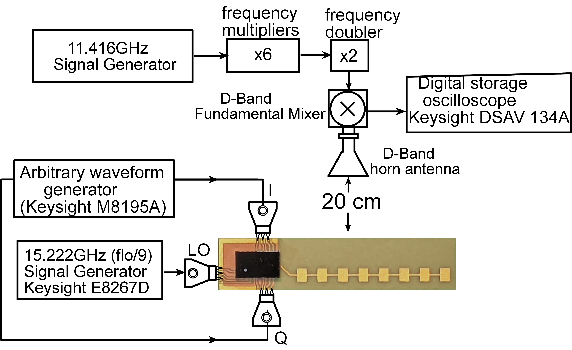 frequency
multipliers
frequency
doubler
11.416GHz
Signal Generator
x6
x2
D-Band
Fundamental Mixer
Digital storage
oscilloscope
Keysight DSAV 134A
D-Band
horn antenna
20 cm
Arbitrary waveform
generator
(Keysight M8195A)
I
15.222GHz (flo/9)
Signal Generator
Keysight E8267D
LO
Q